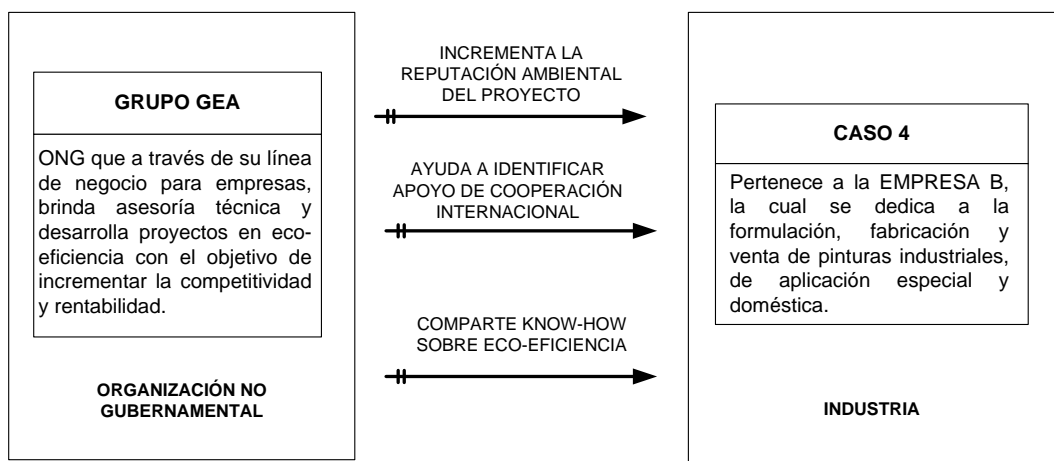 GRUPO GEA
ONG que a través de su línea
de negocio para empresas,
brinda asesoría técnica y
desarrolla proyectos en eco-
eficiencia con el objetivo de
incrementar la competitividad
y rentabilidad.
ORGANIZACIÓN NO
GUBERNAMENTAL
INCREMENTA LA
REPUTACIÓN AMBIENTAL
DEL PROYECTO
AYUDA A IDENTIFICAR
APOYO DE COOPERACIÓN
INTERNACIONAL
COMPARTE KNOW-HOW
SOBRE ECO-EFICIENCIA
CASO 4
Pertenece a la EMPRESA B,
la cual se dedica a la
formulación, fabricación y
venta de pinturas industriales,
de aplicación especial y
doméstica.
INDUSTRIA